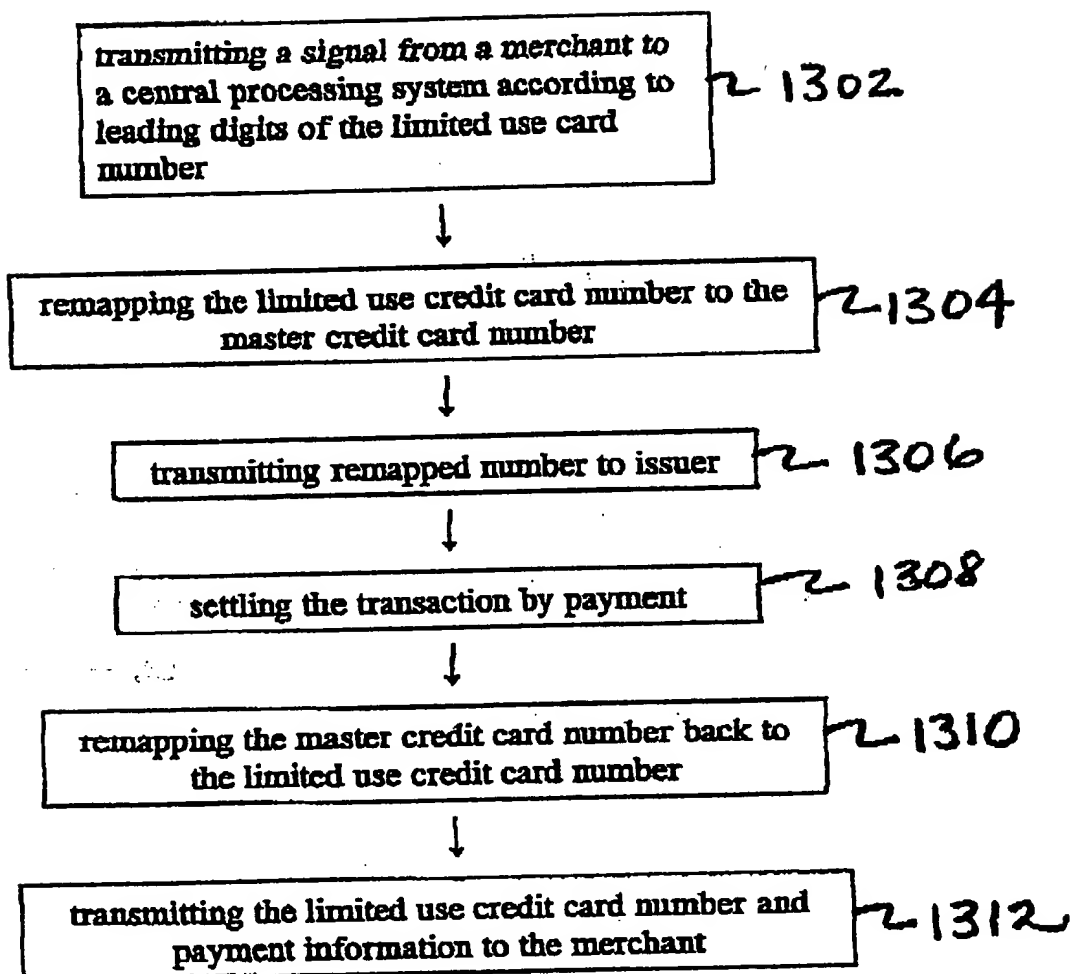 transmitting a signal from a merchant to
a central processing system according to
leading digits of the limited use card
number
1302
remapping the limited use credit card number to the
master credit card number
1304
transmitting remapped number to issuer
1306
settling the transaction by payment
1308
remapping the master credit card number back to
the limited use credit card number
1310
transmitting the limited use credit card number and
payment information to the merchant
1312